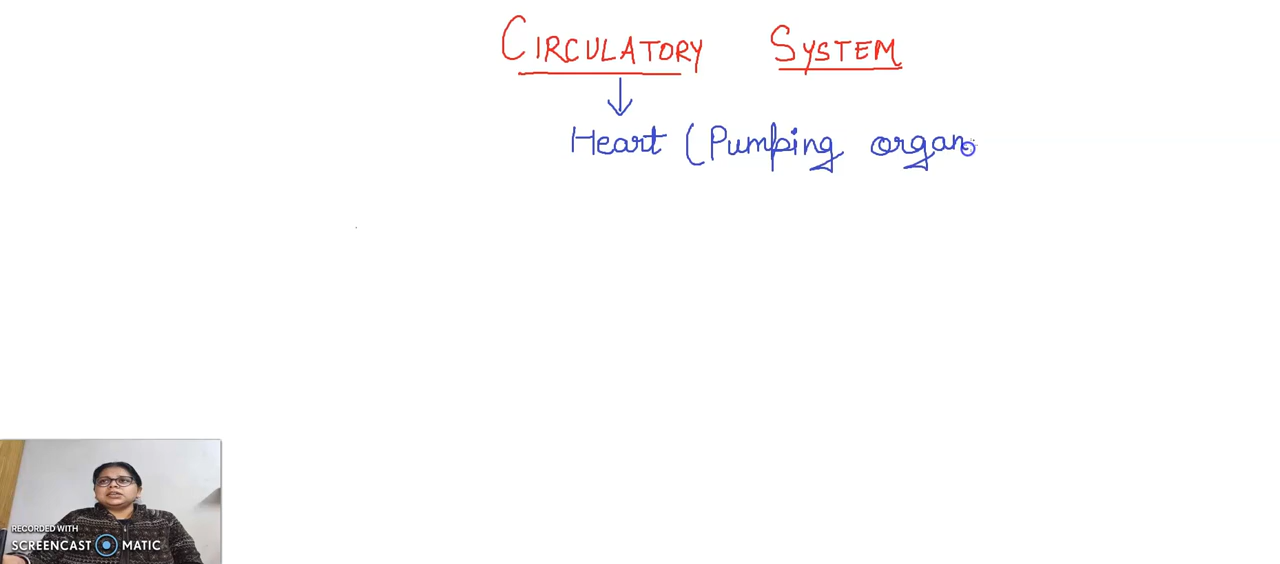 CIRCULATORY SYSTEM
Heart (Pumping organ
RECORDED WITH
SCREENCAST MATIC